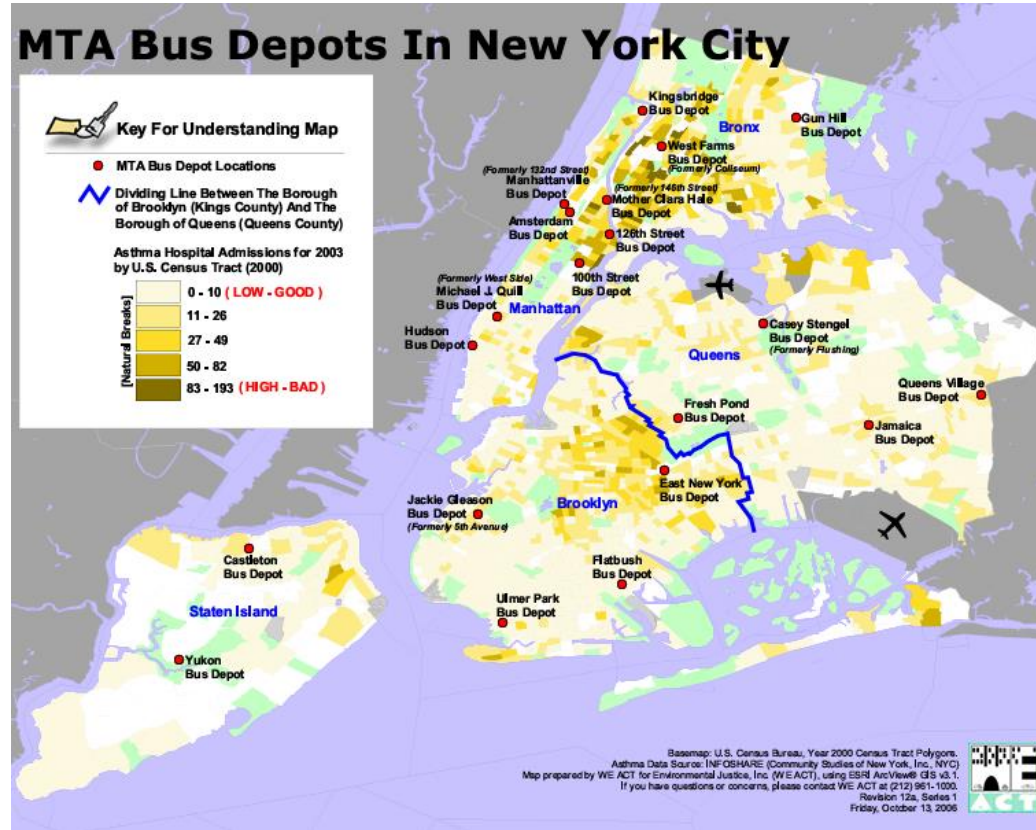 MTA Bus Depots In New York City
Key For Understanding Map
MTA Bus Depot Locations
Dividing Line Between The Borough
of Brooklyn (Kings County) And The
Borough of Queens (Queens County)
Asthma Hospital Admissions for 2003
by U.S. Census Tract (2000)
[Natural Breaks]
0 - 10 ( LOW - GOOD )
11 - 26
27 - 49
50 - 82
83 - 193 (HIGH - BAD )
Kingsbridge
Bus Depot
Bronx
Gun Hill
Bus Depot
West Farms
Bus Depot
(Formerly Coliseum)
(Formerly 132nd Street)
Manhattanville
Bus Depot
(Formerly 146th Street)
Mother Clara Hale
Bus Depot
Amsterdam
Bus Depot
126th Street
Bus Depot
100th Street
Bus Depot
(Formerly West Side)
Michael J. Quill
Bus Depot
Manhattan
Hudson
Bus Depot
Casey Stengel
Bus Depot
(Formerly Flushing)
Queens
Queens Village
Bus Depot
Fresh Pond
Bus Depot
Jamaica
Bus Depot
East New York
Bus Depot
Brooklyn
Jackie Gleason
Bus Depot
(Formerly 5th Avenue)
Castleton
Bus Depot
Flatbush
Bus Depot
Staten Island
Ulmer Park
Bus Depot
Yukon
Bus Depot
Basemap: U.S. Census Bureau, Year 2000 Census Tract Polygons.
Asthma Data Source: INFOSHARE (Community Studies of New York, Inc., NYC)
Map prepared by WE ACT for Environmental Justice, Inc. (WE ACT), using ESRI ArcView® GIS v3.1.
If you have questions or concerns, please contact WE ACT at (212) 961-1000.
Revision 12a, Series 1
Friday, October 13, 2006
WE
ACT